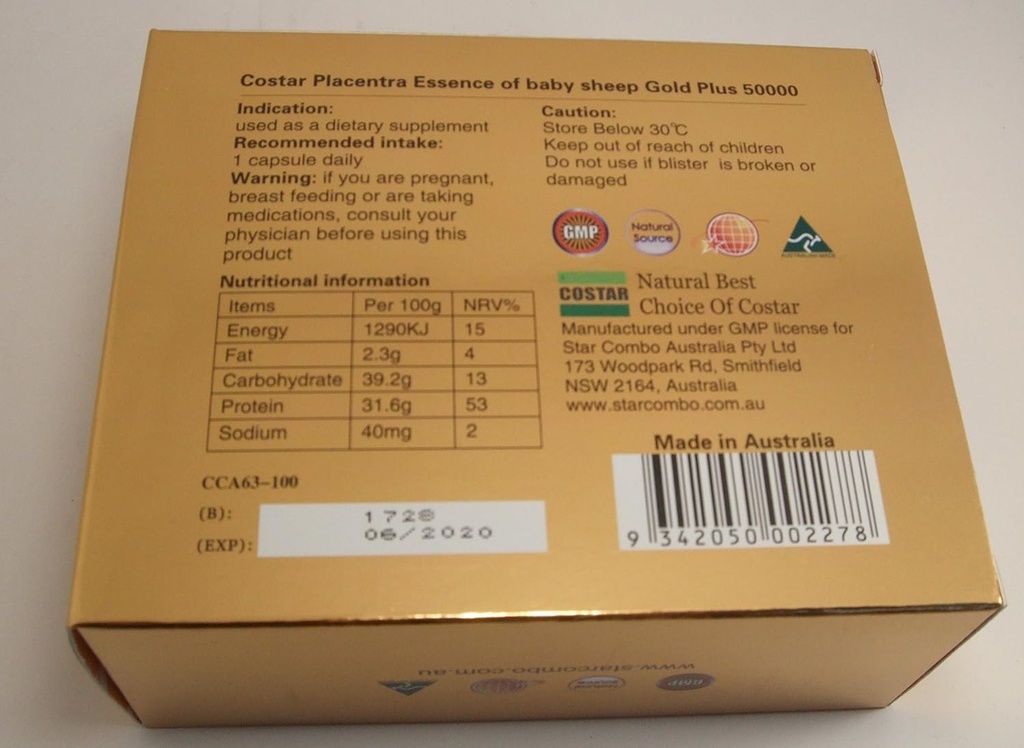 Costar Placentra Essence of baby sheep Gold Plus 50000
Indication:
used as a dietary supplement
Recommended intake:
1 capsule daily
Warning: if you are pregnant,
breast feeding or are taking
medications, consult your
physician before using this
product
Caution:
Store Below 30℃
Keep out of reach of children
Do not use if blister is broken or
damaged
GMP
Natural
Source
AUSTRALIAN MADE
COSTAR
Natural Best
Choice Of Costar
Manufactured under GMP license for
Star Combo Australia Pty Ltd
173 Woodpark Rd, Smithfield
NSW 2164, Australia
www.starcombo.com.au
Nutritional information
Items Per 100g NRV%
Energy 1290KJ 15
Fat 2.3g 4
Carbohydrate 39.2g 13
Protein 31.6g 53
Sodium 40mg 2
Made in Australia
9 342050 002278
CCA63-100
(B): 1728
(EXP): 06/2020
www.starcombo.com.au
GMP
Natural
Source